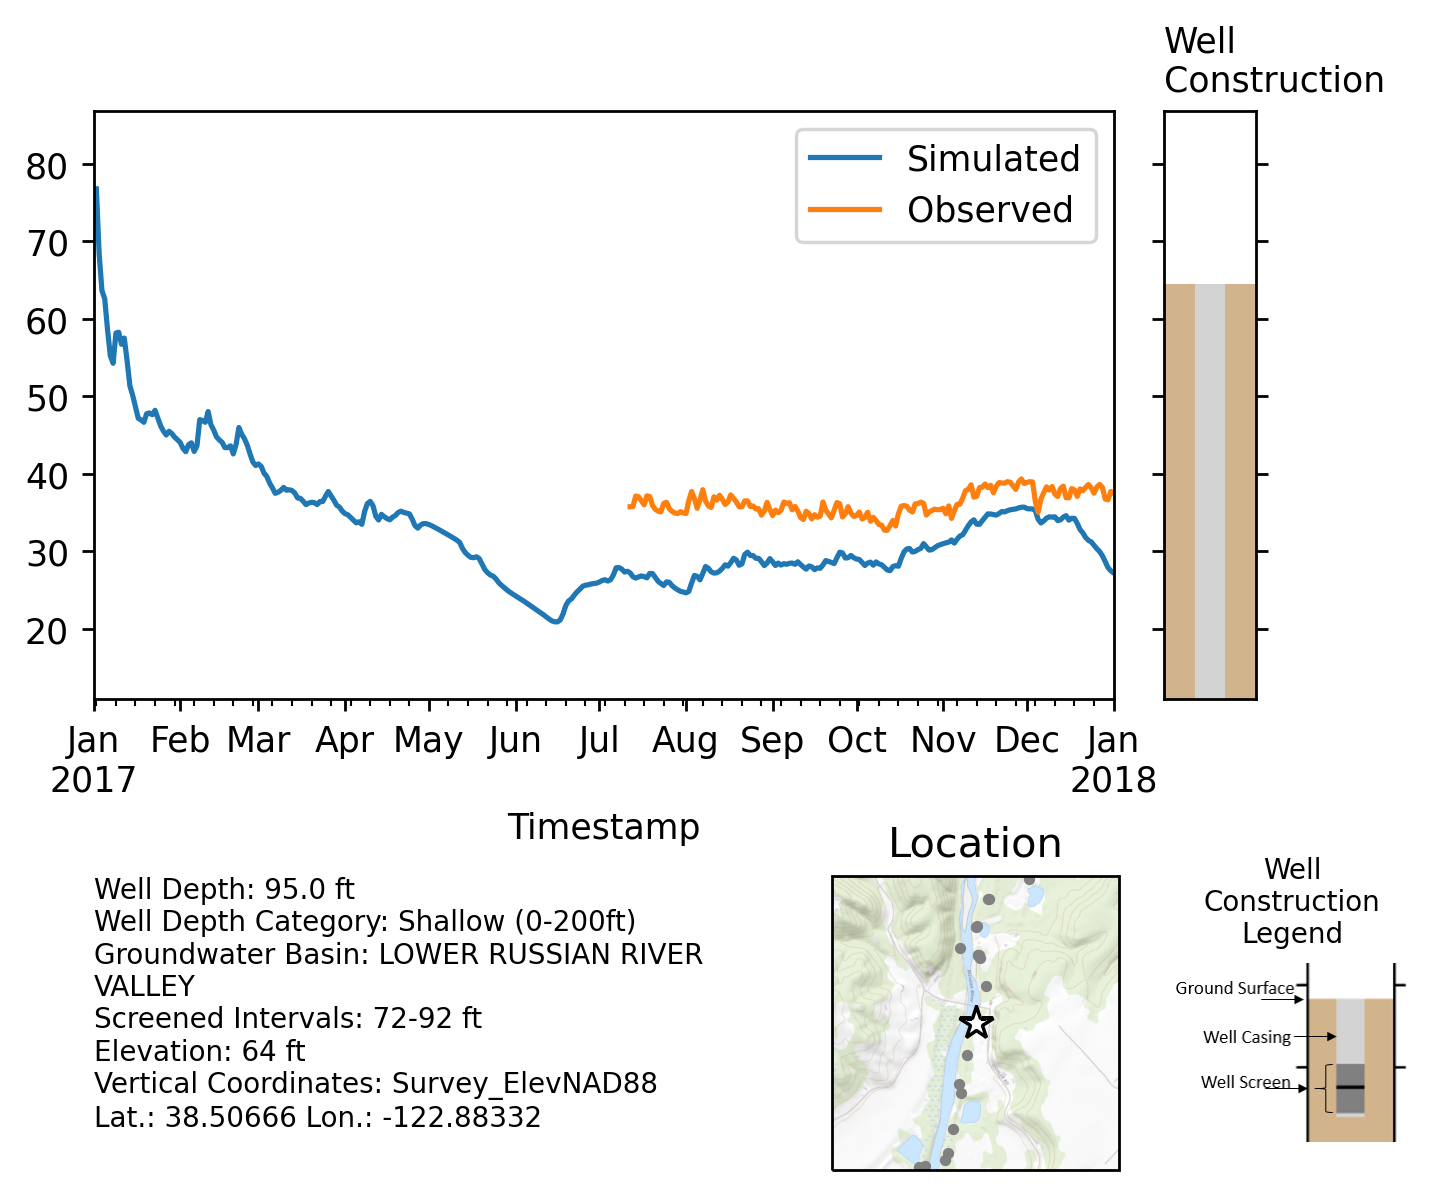 Well
Construction
Simulated
Observed
80
70
60
50
40
30
20
Jan Feb Mar Apr May Jun Jul Aug Sep Oct Nov Dec Jan
2017 2018
Timestamp
Well Depth: 95.0 ft
Well Depth Category: Shallow (0-200ft)
Groundwater Basin: LOWER RUSSIAN RIVER
VALLEY
Screened Intervals: 72-92 ft
Elevation: 64 ft
Vertical Coordinates: Survey_ElevNAD88
Lat.: 38.50666 Lon.: -122.88332
Location
Well
Construction
Legend
Ground Surface
Well Casing
Well Screen